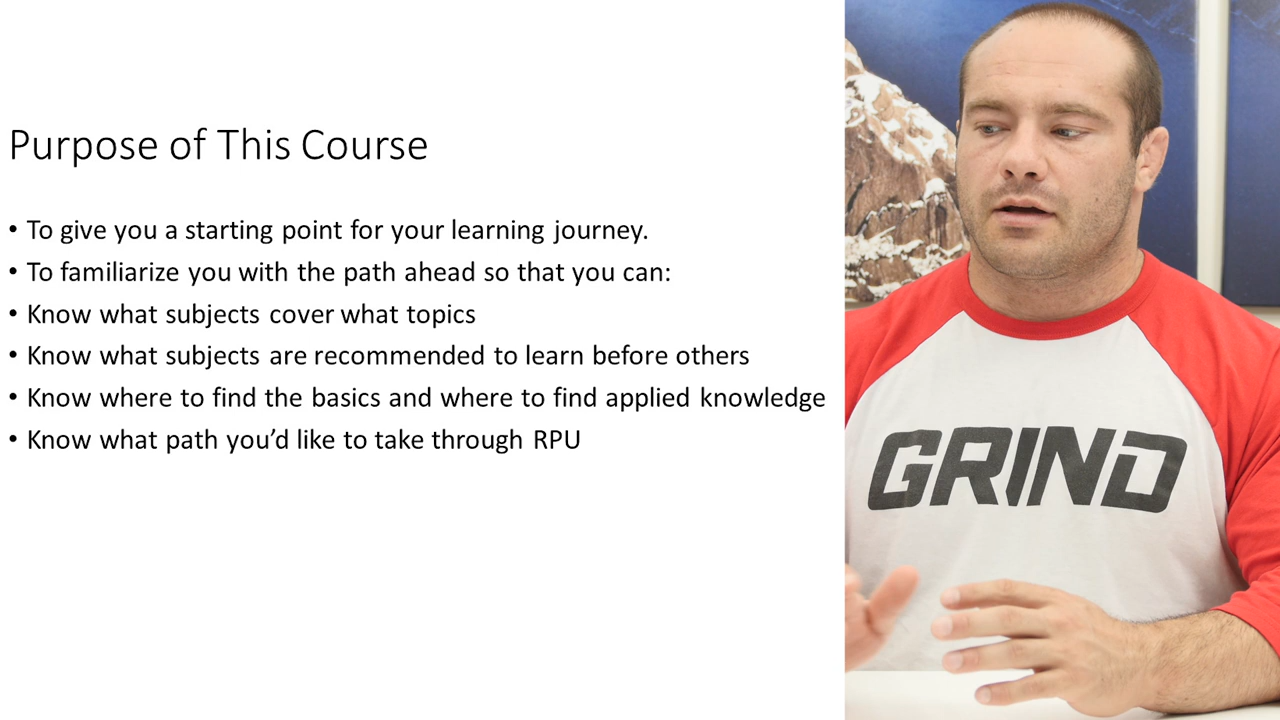 Purpose of This Course
• To give you a starting point for your learning journey.
• To familiarize you with the path ahead so that you can:
• Know what subjects cover what topics
• Know what subjects are recommended to learn before others
• Know where to find the basics and where to find applied knowledge
• Know what path you’d like to take through RPU
GRIND